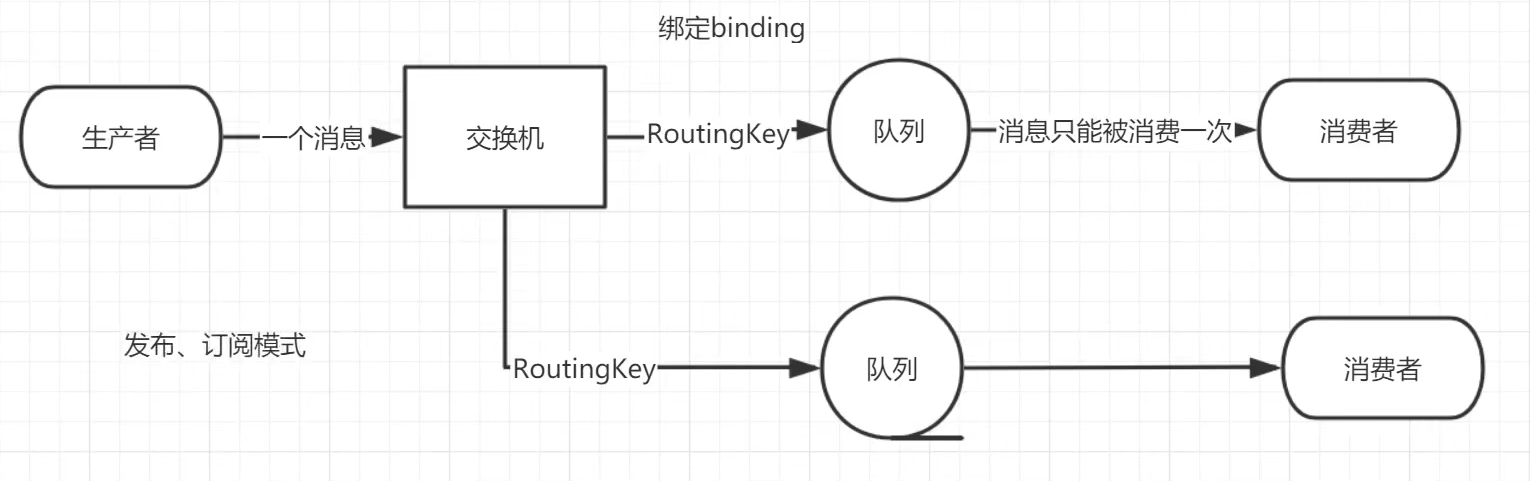 绑定binding
生产者
一个消息
交换机
RoutingKey
队列
消息只能被消费一次
消费者
发布、订阅模式
RoutingKey
队列
消费者